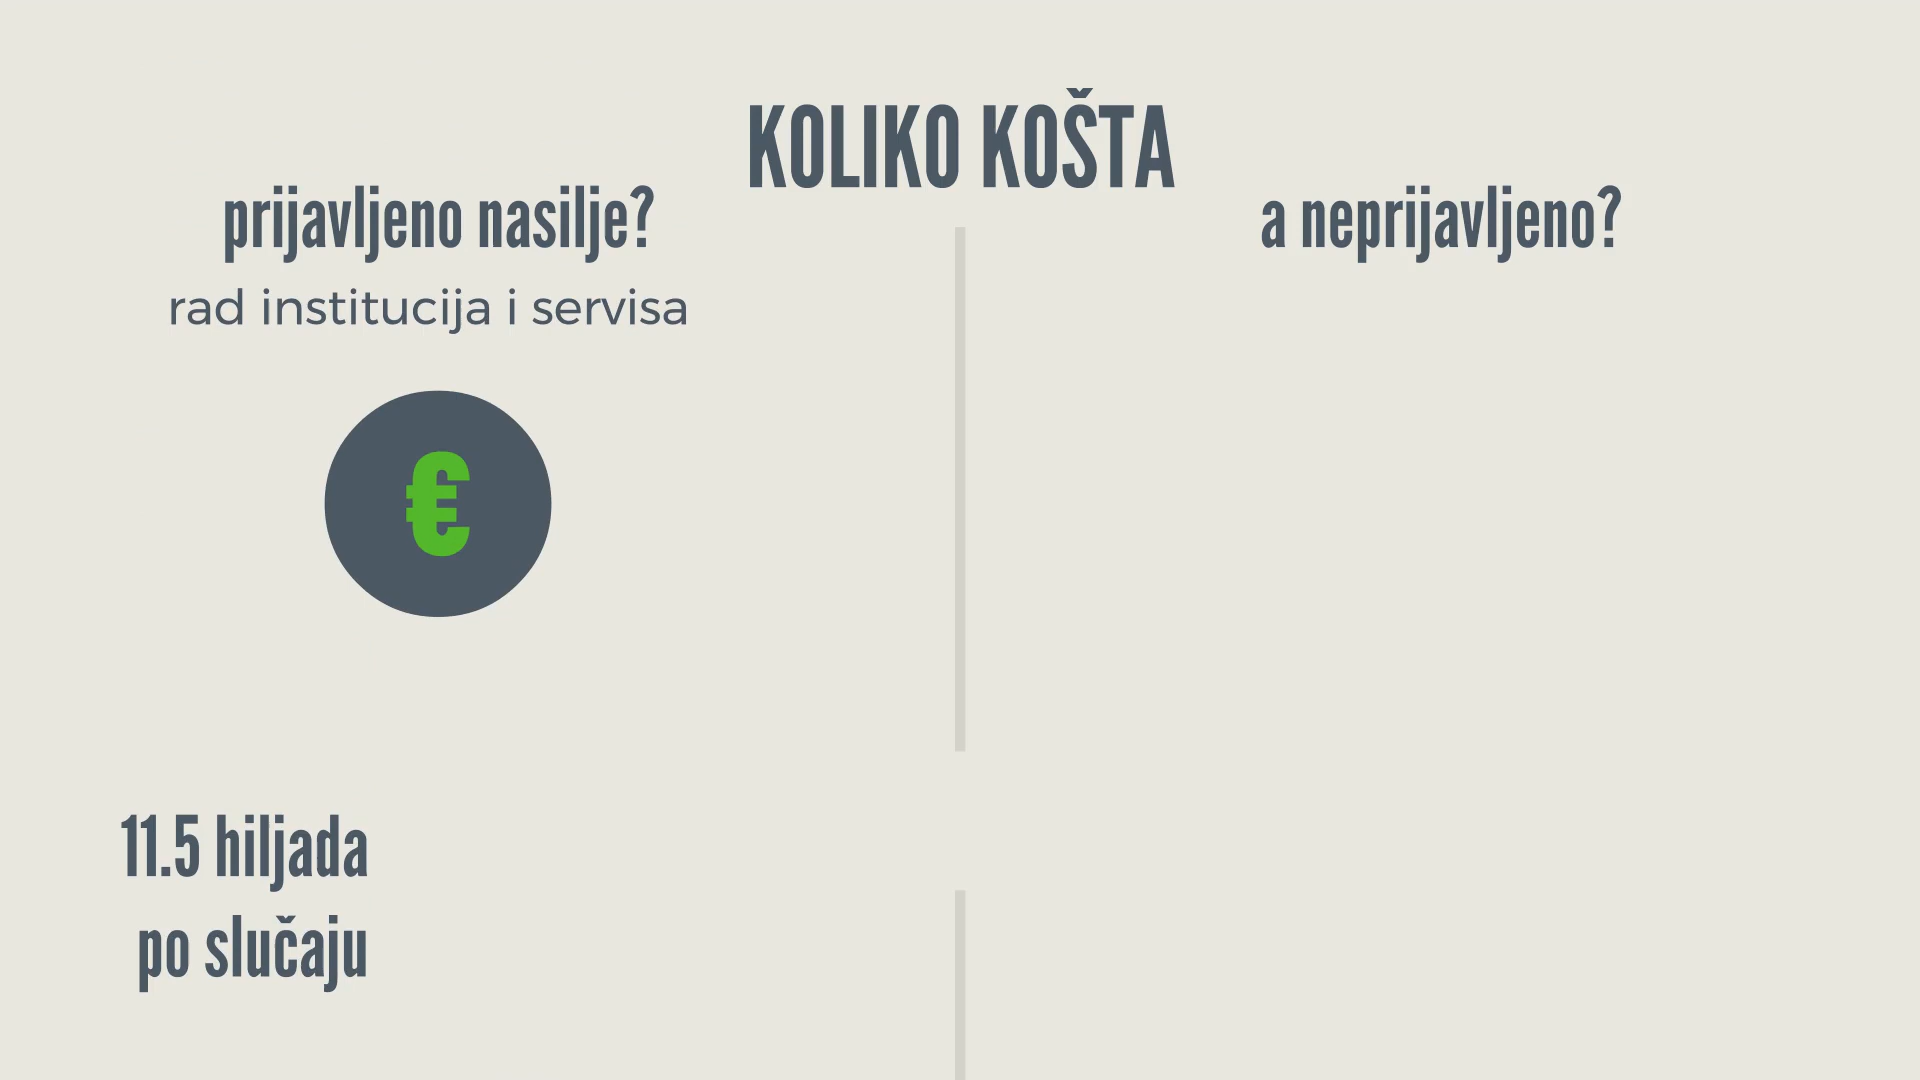 KOLIKO KOŠTA
prijavljeno nasilje?
rad institucija i servisa
€
11.5 hiljada
po slučaju
a neprijavljeno?